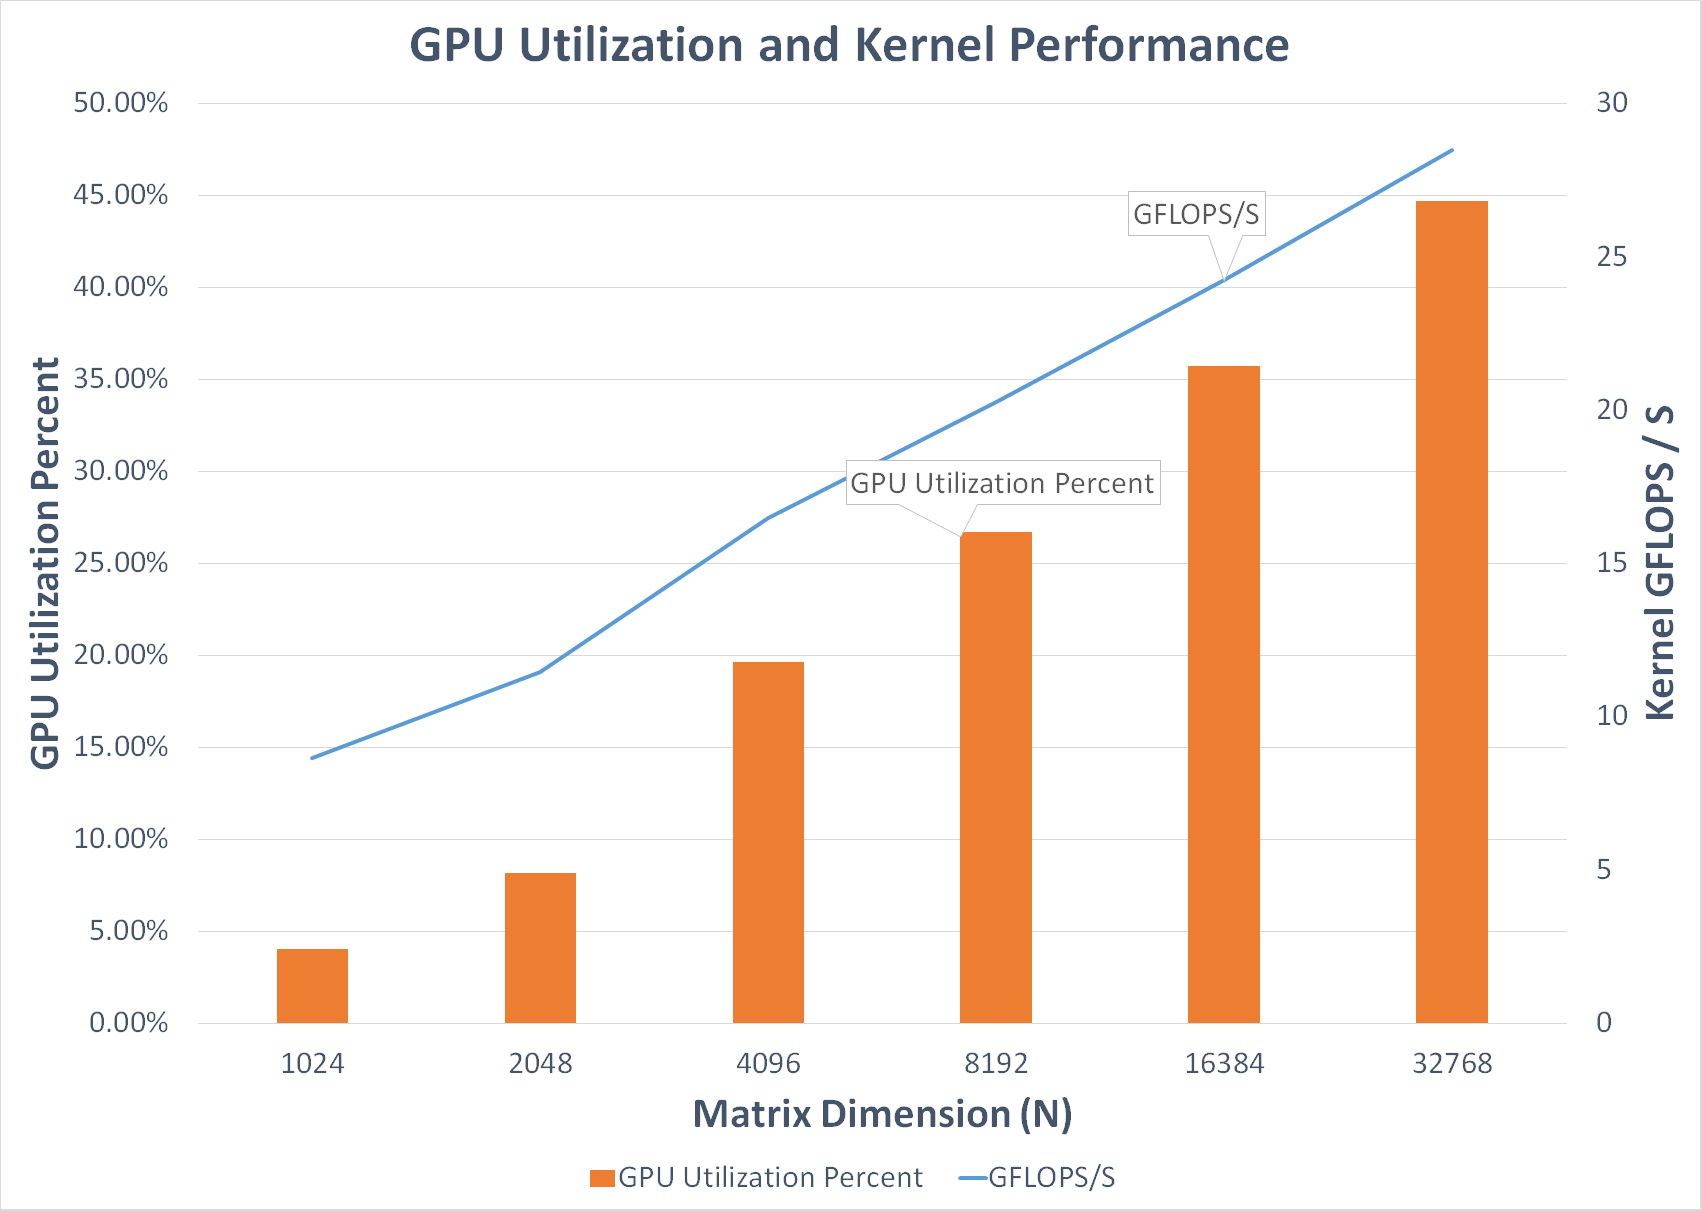 GPU Utilization and Kernel Performance
50.00%
45.00%
40.00%
35.00%
30.00%
25.00%
20.00%
15.00%
10.00%
5.00%
0.00%
GPU Utilization Percent
30
25
20
15
10
5
0
Kernel GFLOPS / S
GFLOPS/S
GPU Utilization Percent
1024 2048 4096 8192 16384 32768
Matrix Dimension (N)
GPU Utilization Percent GFLOPS/S